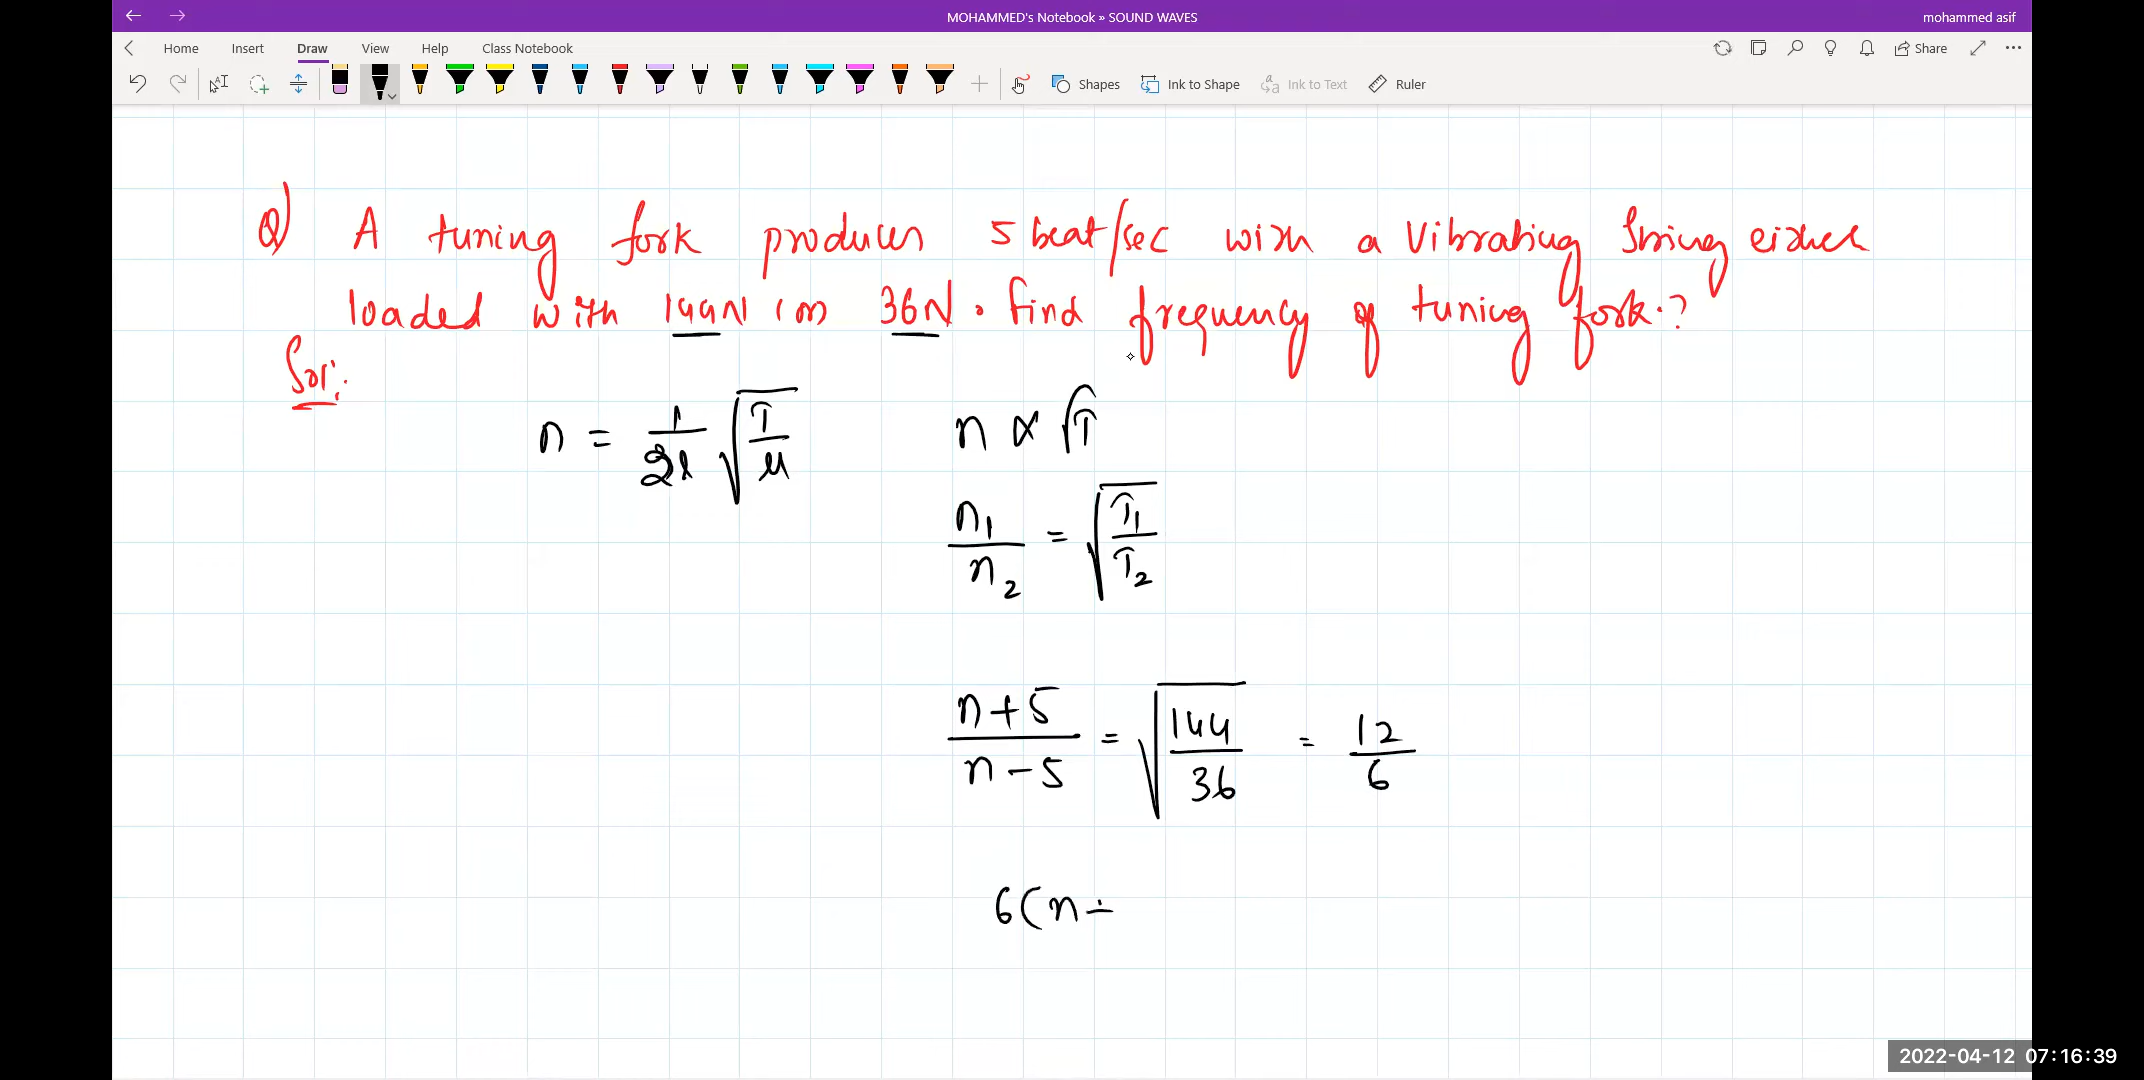 MOHAMMED's Notebook » SOUND WAVES
mohammed asif
Home Insert Draw View Help Class Notebook
Share
Shapes Ink to Shape Ink to Text Ruler
Q) A tuning fork produces 5 beat/sec with a vibrating string either
loaded with 144N (or) 36N. Find frequency of tuning fork.?
Sol:
n = 1/2l √(T/μ) n ∝ √T
n₁/n₂ = √(T₁/T₂)
(n+5)/(n-5) = √(144/36) = 12/6
6(n+
2022-04-12 07:16:39